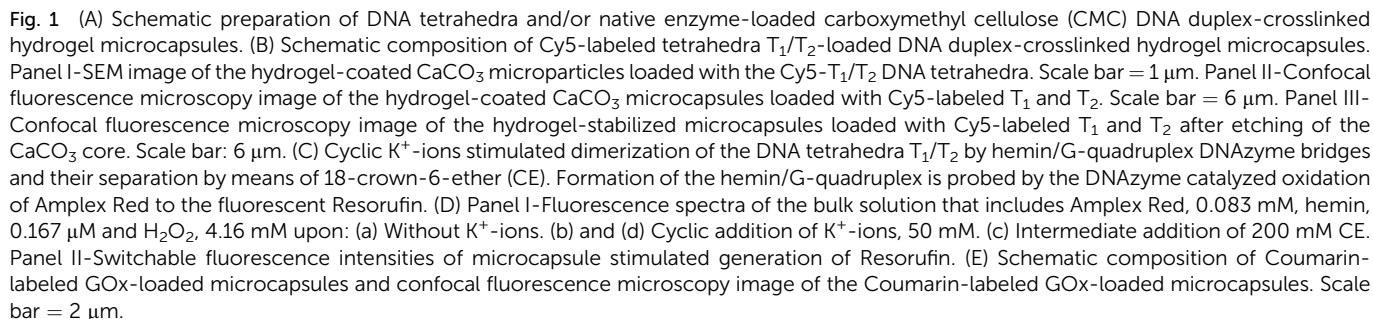 Fig. 1 (A) Schematic preparation of DNA tetrahedra and/or native enzyme-loaded carboxymethyl cellulose (CMC) DNA duplex-crosslinked
hydrogel microcapsules. (B) Schematic composition of Cy5-labeled tetrahedra T₁/T₂-loaded DNA duplex-crosslinked hydrogel microcapsules.
Panel I-SEM image of the hydrogel-coated CaCO₃ microparticles loaded with the Cy5-T₁/T₂ DNA tetrahedra. Scale bar = 1 μm. Panel II-Confocal
fluorescence microscopy image of the hydrogel-coated CaCO₃ microcapsules loaded with Cy5-labeled T₁ and T₂. Scale bar = 6 μm. Panel III-
Confocal fluorescence microscopy image of the hydrogel-stabilized microcapsules loaded with Cy5-labeled T₁ and T₂ after etching of the
CaCO₃ core. Scale bar: 6 μm. (C) Cyclic K⁺-ions stimulated dimerization of the DNA tetrahedra T₁/T₂ by hemin/G-quadruplex DNAzyme bridges
and their separation by means of 18-crown-6-ether (CE). Formation of the hemin/G-quadruplex is probed by the DNAzyme catalyzed oxidation
of Amplex Red to the fluorescent Resorufin. (D) Panel I-Fluorescence spectra of the bulk solution that includes Amplex Red, 0.083 mM, hemin,
0.167 μM and H₂O₂, 4.16 mM upon: (a) Without K⁺-ions. (b) and (d) Cyclic addition of K⁺-ions, 50 mM. (c) Intermediate addition of 200 mM CE.
Panel II-Switchable fluorescence intensities of microcapsule stimulated generation of Resorufin. (E) Schematic composition of Coumarin-
labeled GOx-loaded microcapsules and confocal fluorescence microscopy image of the Coumarin-labeled GOx-loaded microcapsules. Scale
bar = 2 μm.